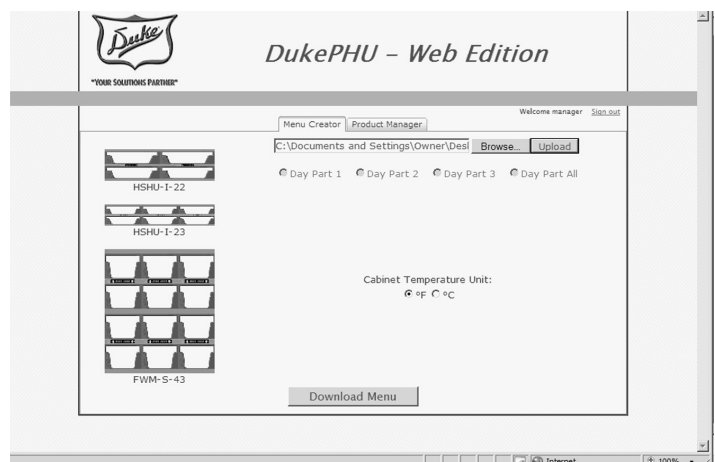 Duke
"YOUR SOLUTIONS PARTNER"
DukePHU – Web Edition
Welcome manager Sign out
Menu Creator Product Manager
C:\Documents and Settings\Owner\Desl Browse... Upload
Day Part 1 Day Part 2 Day Part 3 Day Part All
HSHU-I-22
HSHU-I-23
FWM-S-43
Cabinet Temperature Unit:
°F °C
Download Menu
Internet 100%